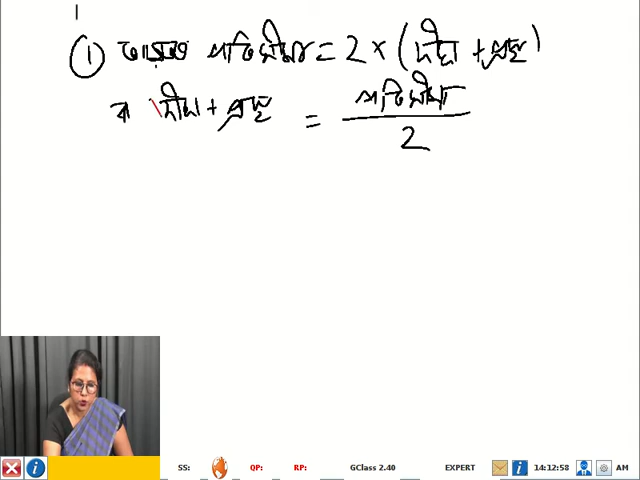 ① আয়তের পরিসীমা = 2 × (দীর্ঘ + প্রস্থ)
বা দীর্ঘ + প্রস্থ = পরিসীমা / 2
SS: QP: RP: GClass 2.40 EXPERT 14:12:58 AM